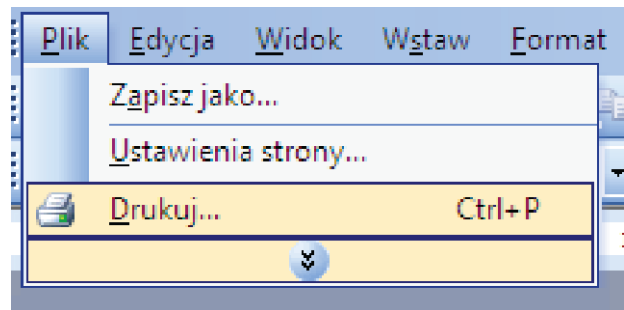 Plik Edycja Widok Wstaw Format
Zapisz jako...
Ustawienia strony...
Drukuj... Ctrl+P